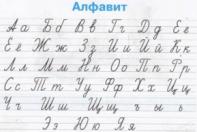 Алфавит
Аа Бб Вв Гг Дд Ее
Ёё Жж Зз Ии Йй Кк
Лл Мм Нн Оо Пп Рр
Сс Тт Уу Фф Хх Цц
Чч Шш Щщ ъ ы ь
Ээ Юю Яя